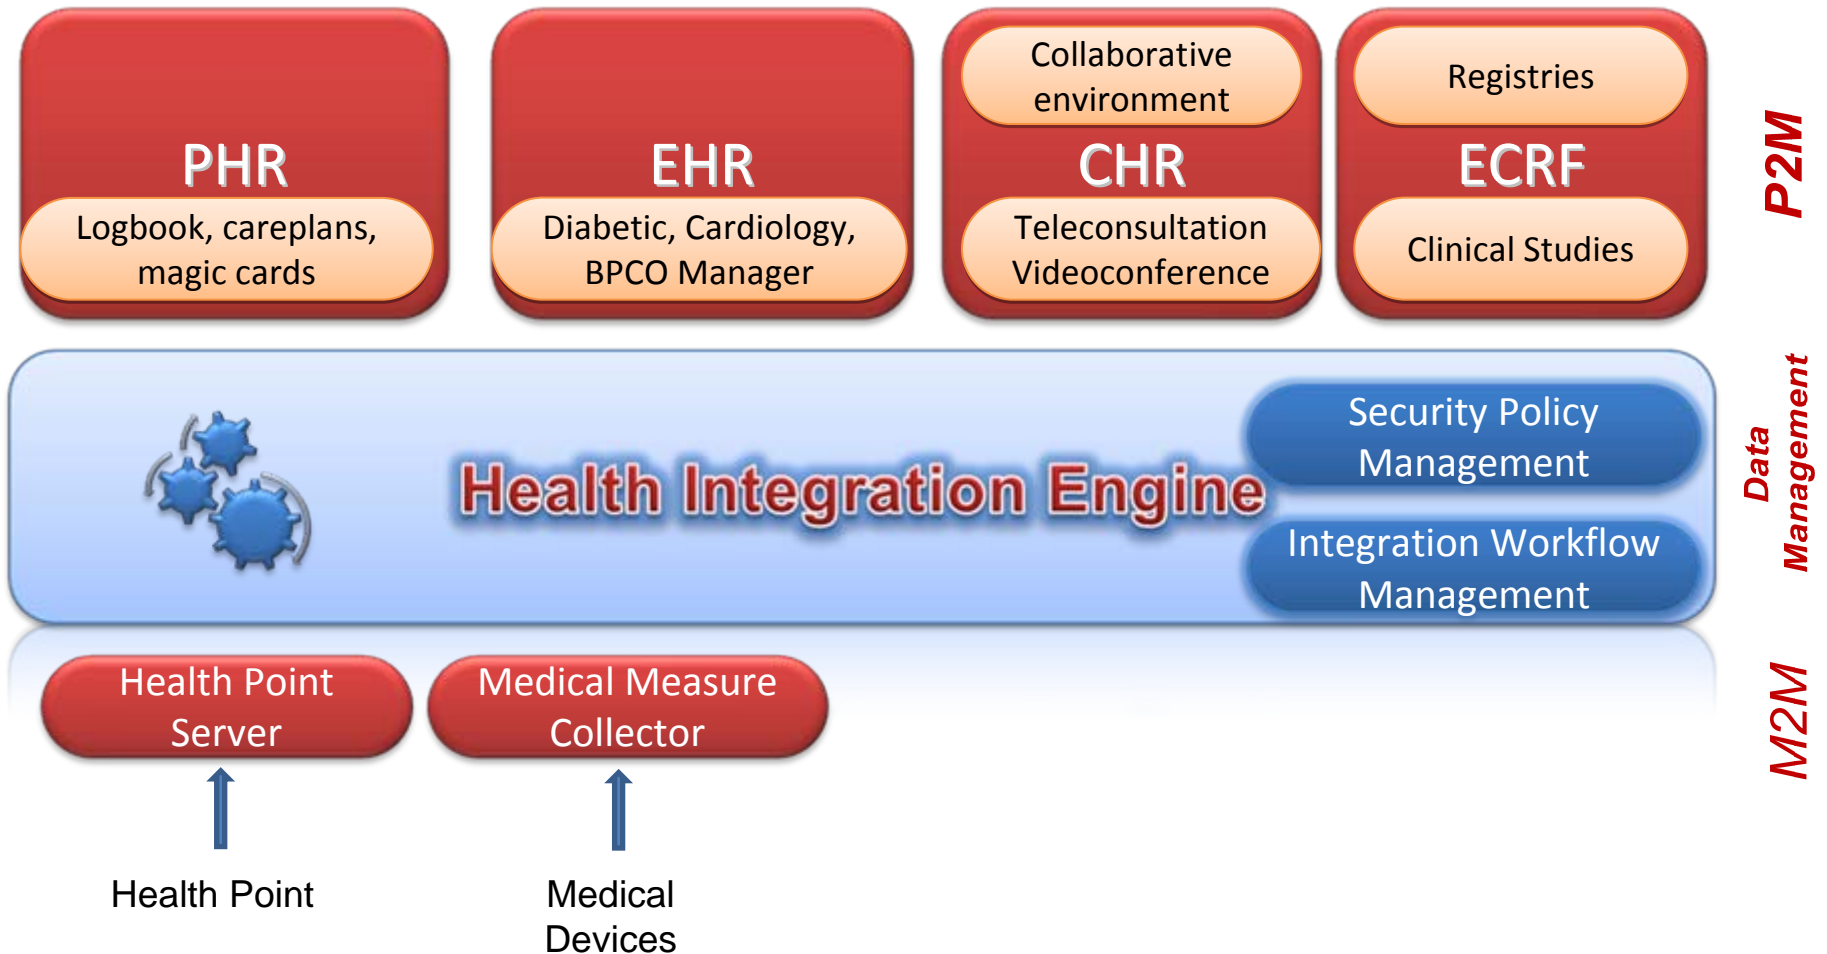 PHR
Logbook, careplans,
magic cards
EHR
Diabetic, Cardiology,
BPCO Manager
Collaborative
environment
CHR
Teleconsultation
Videoconference
Registries
ECRF
Clinical Studies
P2M
Health Integration Engine
Security Policy
Management
Integration Workflow
Management
Data
Management
Health Point
Server
Medical Measure
Collector
M2M
Health Point
Medical
Devices